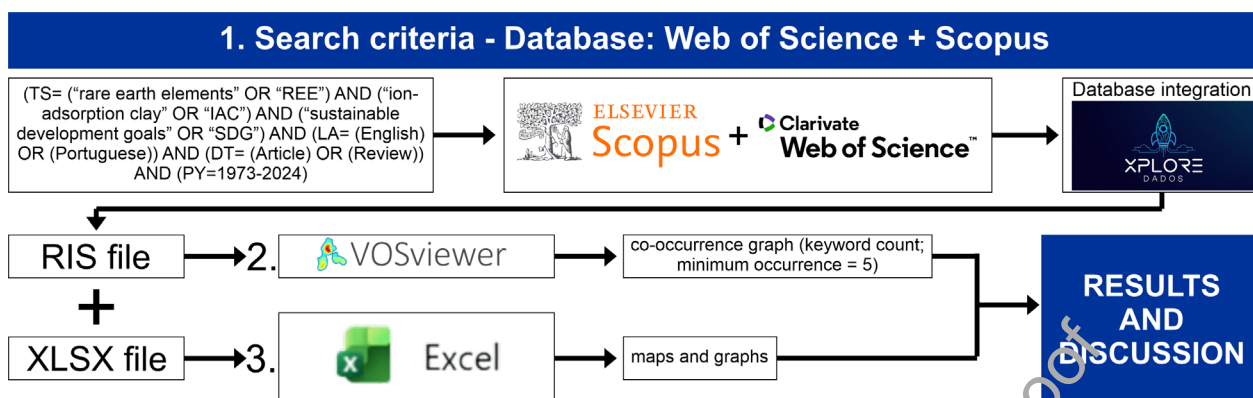 1. Search criteria - Database: Web of Science + Scopus
(TS= (“rare earth elements” OR “REE”) AND (“ion-
adsorption clay” OR “IAC”) AND (“sustainable
development goals” OR “SDG”) AND (LA= (English)
OR (Portuguese)) AND (DT= (Article) OR (Review))
AND (PY=1973-2024)
ELSEVIER
Scopus
+
Clarivate
Web of Science™
Database integration
XPLORE
DADOS
RIS file
2.
VOSviewer
co-occurrence graph (keyword count;
minimum occurrence = 5)
+
XLSX file
3.
X
Excel
maps and graphs
RESULTS
AND
DISCUSSION